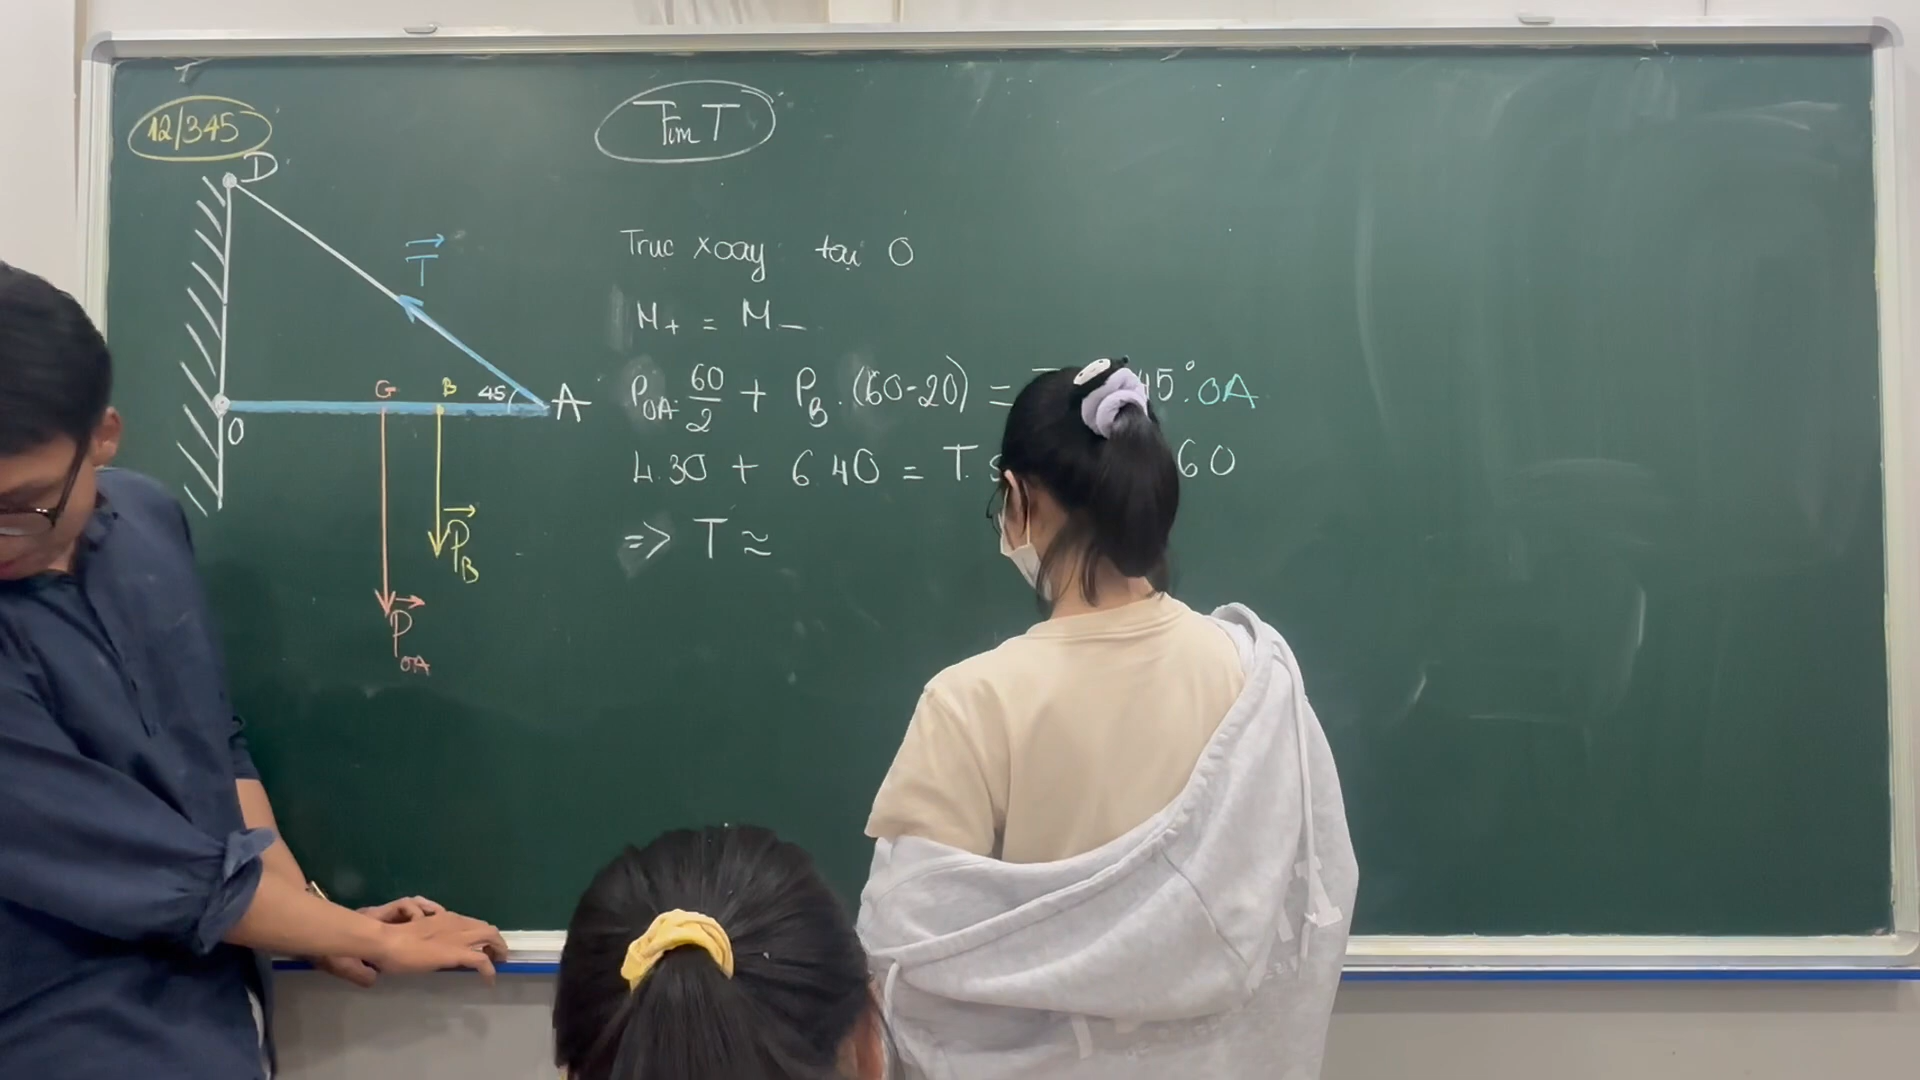 12/345
Tìm T
D
T
G B 45 A
O
P_B
P_OA
Trục xoay tại O
M+ = M-
P_OA. 60/2 + P_B. (60-20) = 45°. OA
4.30 + 6.40 = T. 60
=> T ≈